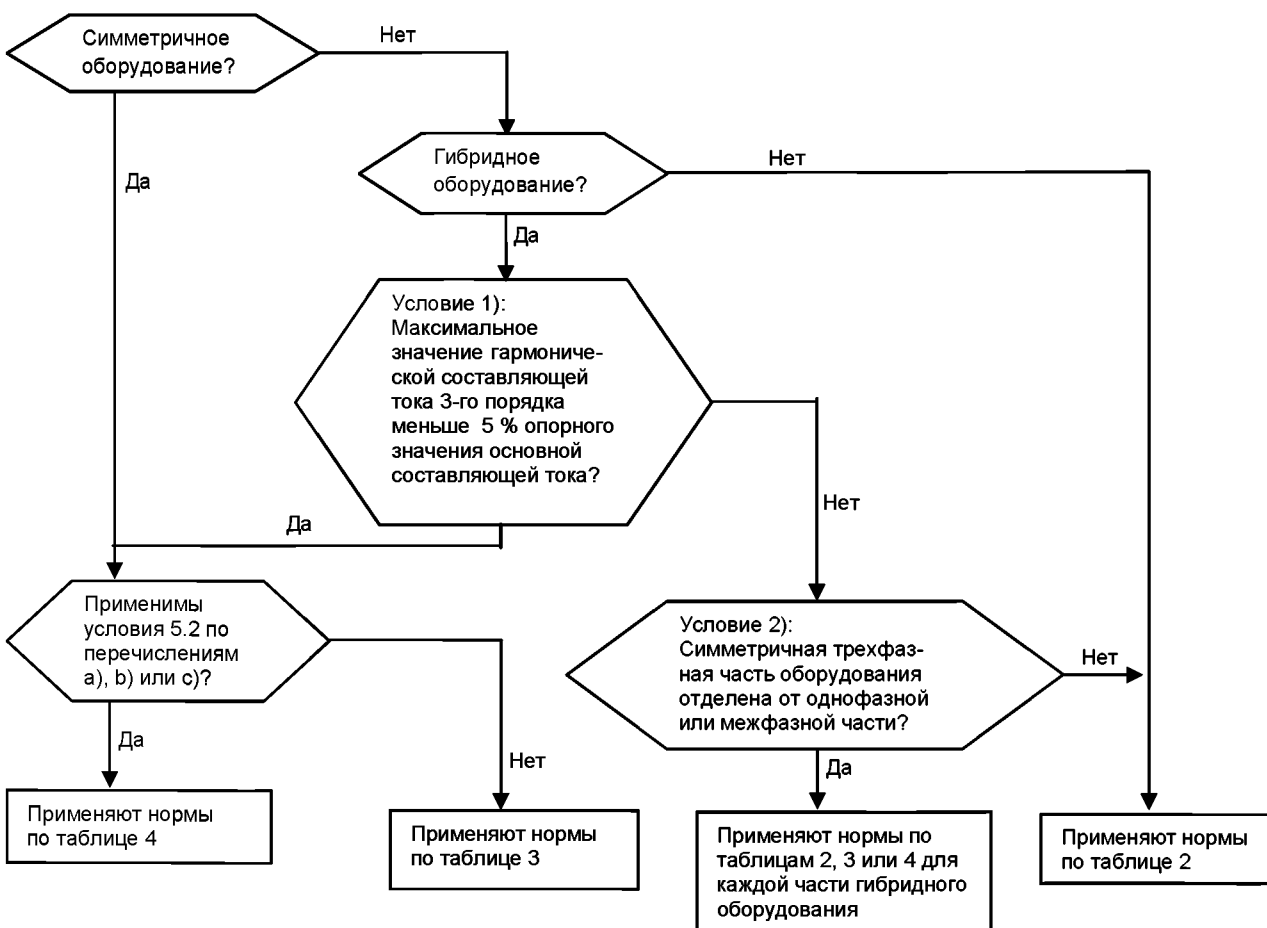 Симметричное
оборудование?
Нет
Гибридное
оборудование?
Нет
Да
Да
Условие 1):
Максимальное
значение гармониче-
ской составляющей
тока 3-го порядка
меньше 5 % опорного
значения основной
составляющей тока?
Нет
Да
Применимы
условия 5.2 по
перечислениям
a), b) или c)?
Условие 2):
Симметричная трехфаз-
ная часть оборудования
отделена от однофазной
или межфазной части?
Нет
Да
Нет
Да
Применяют нормы
по таблице 4
Применяют нормы
по таблице 3
Применяют нормы по
таблицам 2, 3 или 4 для
каждой части гибридного
оборудования
Применяют нормы
по таблице 2